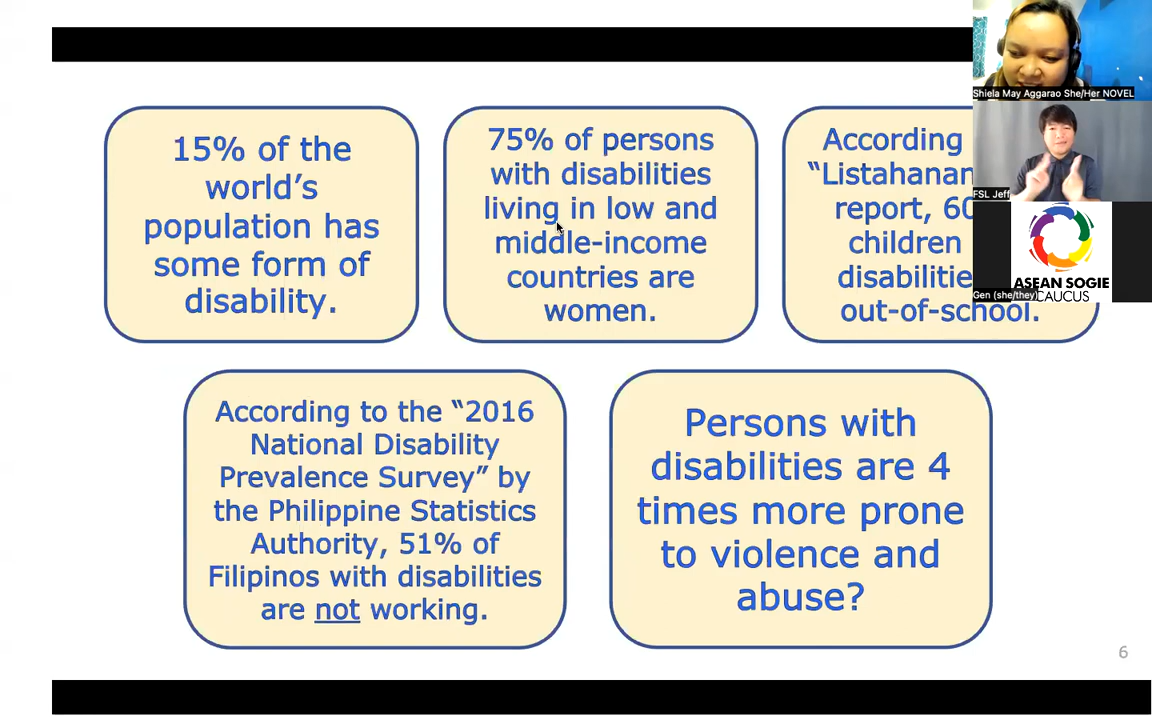 15% of the
world's
population has
some form of
disability.
75% of persons
with disabilities
living in low and
middle-income
countries are
women.
According
"Listahanan
report, 60
children
disabilitie
out-of-school.
According to the "2016
National Disability
Prevalence Survey" by
the Philippine Statistics
Authority, 51% of
Filipinos with disabilities
are not working.
Persons with
disabilities are 4
times more prone
to violence and
abuse?
6
Shiela May Aggarao She/Her NOVEL
FSL Jeff
ASEAN SOGIE
CAUCUS
Gen (she/they)